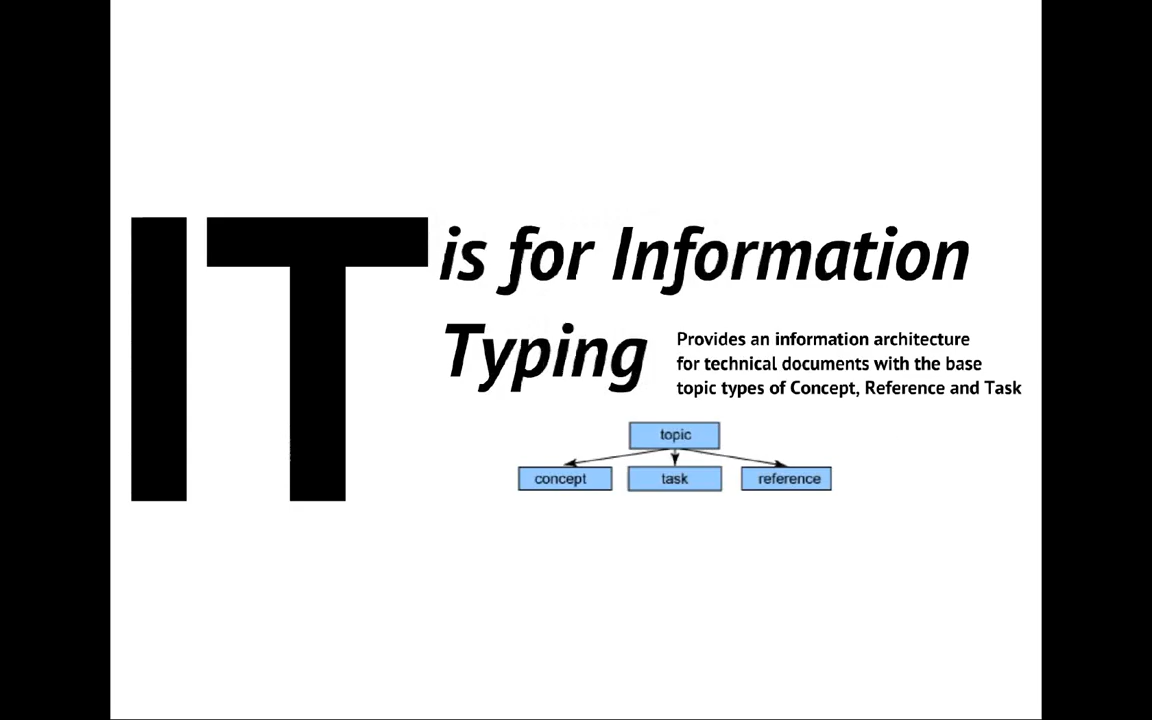 IT is for Information
Typing
Provides an information architecture
for technical documents with the base
topic types of Concept, Reference and Task
topic
concept task reference